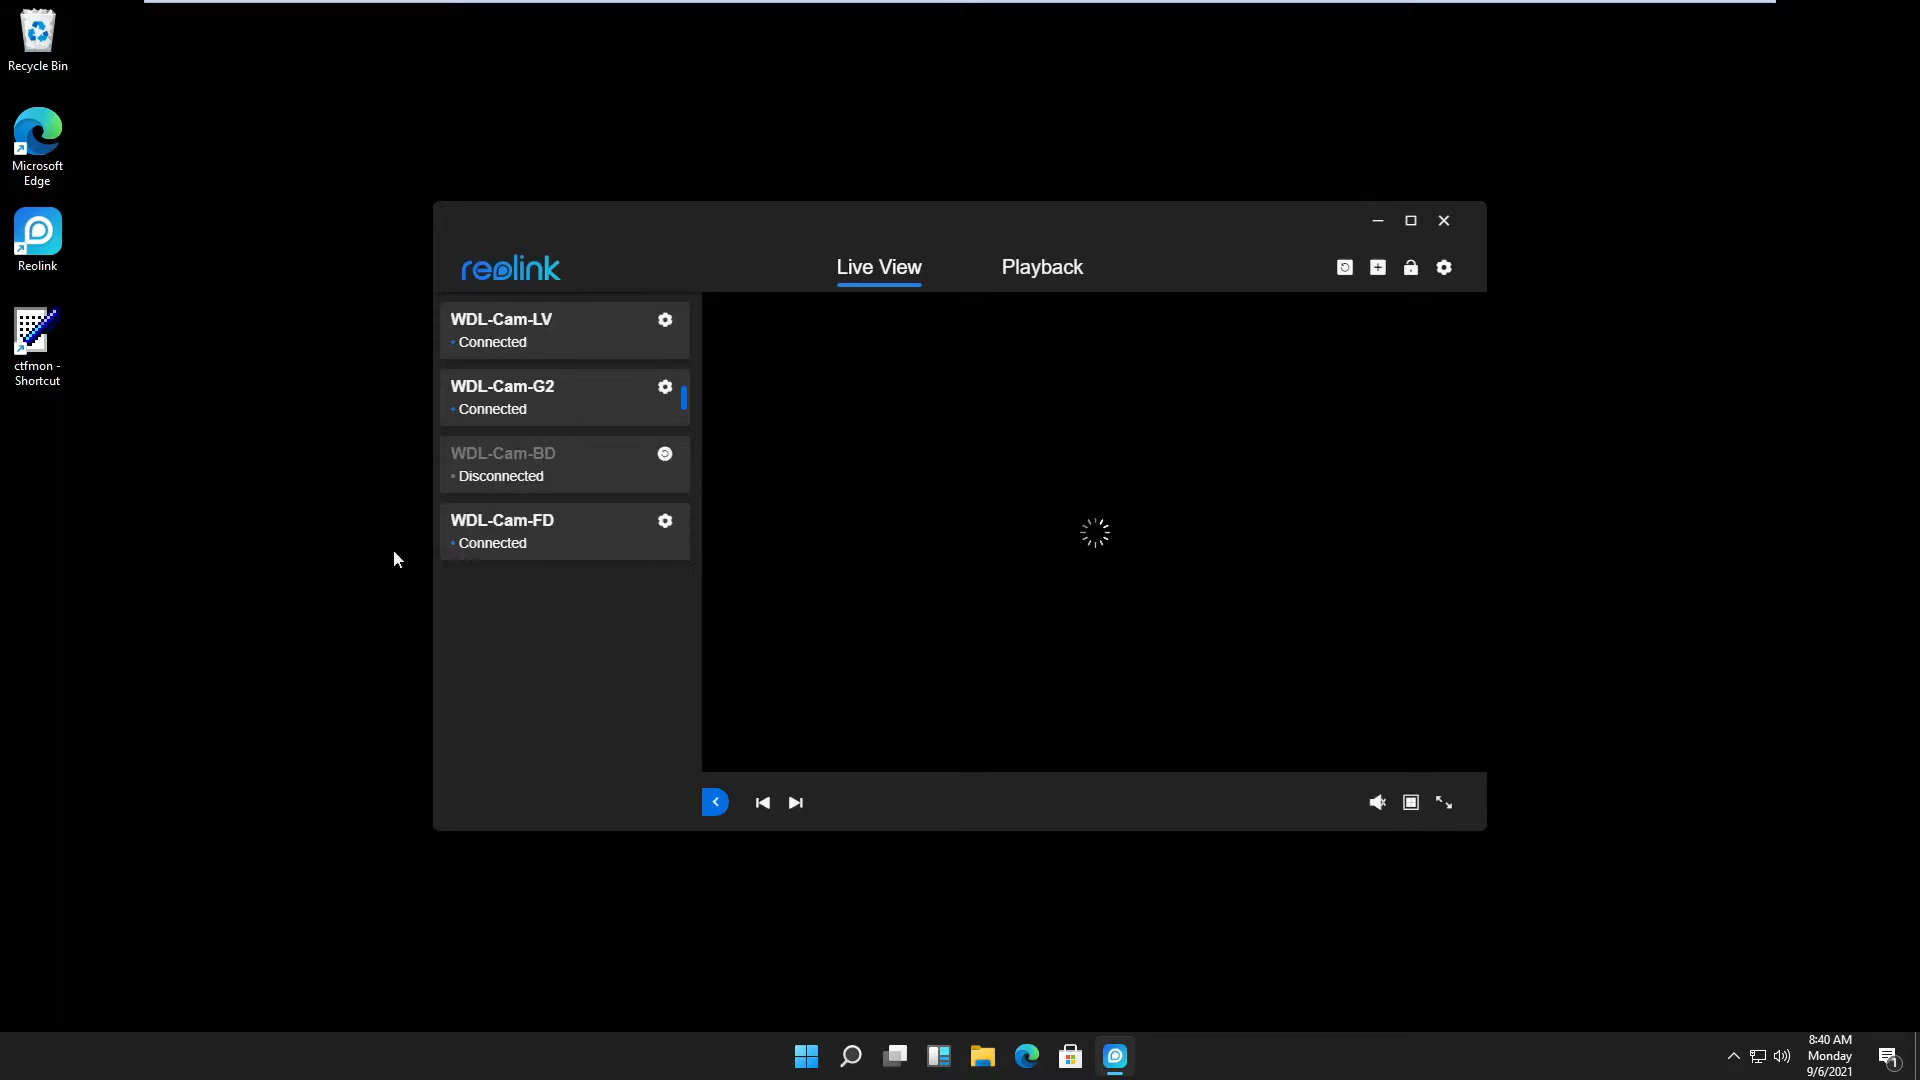 Recycle Bin
Microsoft
Edge
Reolink
ctfmon -
Shortcut
reolink
Live View
Playback
WDL-Cam-LV
Connected
WDL-Cam-G2
Connected
WDL-Cam-BD
Disconnected
WDL-Cam-FD
Connected
8:40 AM
Monday
9/6/2021
1